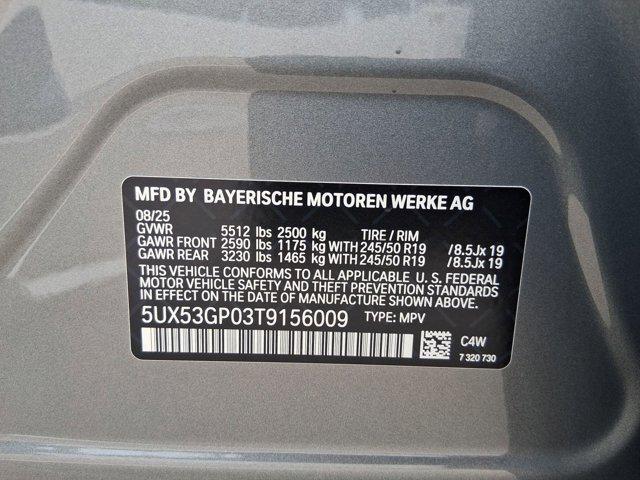 MFD BY BAYERISCHE MOTOREN WERKE AG
08/25
GVWR 5512 lbs 2500 kg TIRE / RIM
GAWR FRONT 2590 lbs 1175 kg WITH 245/50 R19 /8.5Jx 19
GAWR REAR 3230 lbs 1465 kg WITH 245/50 R19 /8.5Jx 19
THIS VEHICLE CONFORMS TO ALL APPLICABLE U. S. FEDERAL
MOTOR VEHICLE SAFETY, BUMPER, AND THEFT PREVENTION
STANDARDS IN EFFECT ON THE DATE OF MANUFACTURE SHOWN ABOVE.
5UX53GP03T9156009 TYPE: MPV
C4W
7 320 730